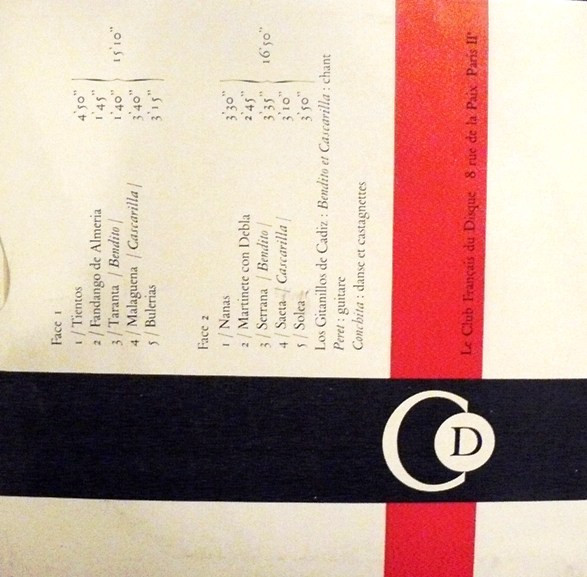 Face 1
1 / Tientos 4'50"
2 / Fandango de Almeria 1'45"
3 / Taranta / Bendito / 1'40" 15'10"
4 / Malaguena / Cascarilla / 3'40"
5 / Bulerias 3'15"
Face 2
1 / Nanas 3'30"
2 / Martinete con Debla 2'45"
3 / Serrana / Bendito / 3'35" 16'50"
4 / Saeta / Cascarilla / 3'10"
5 / Solea 3'50"
Los Gitanillos de Cadiz : Bendito et Cascarilla : chant
Peret : guitare
Conchita : danse et castagnettes
Le Club Français du Disque 8 rue de la Paix Paris IIe
CD